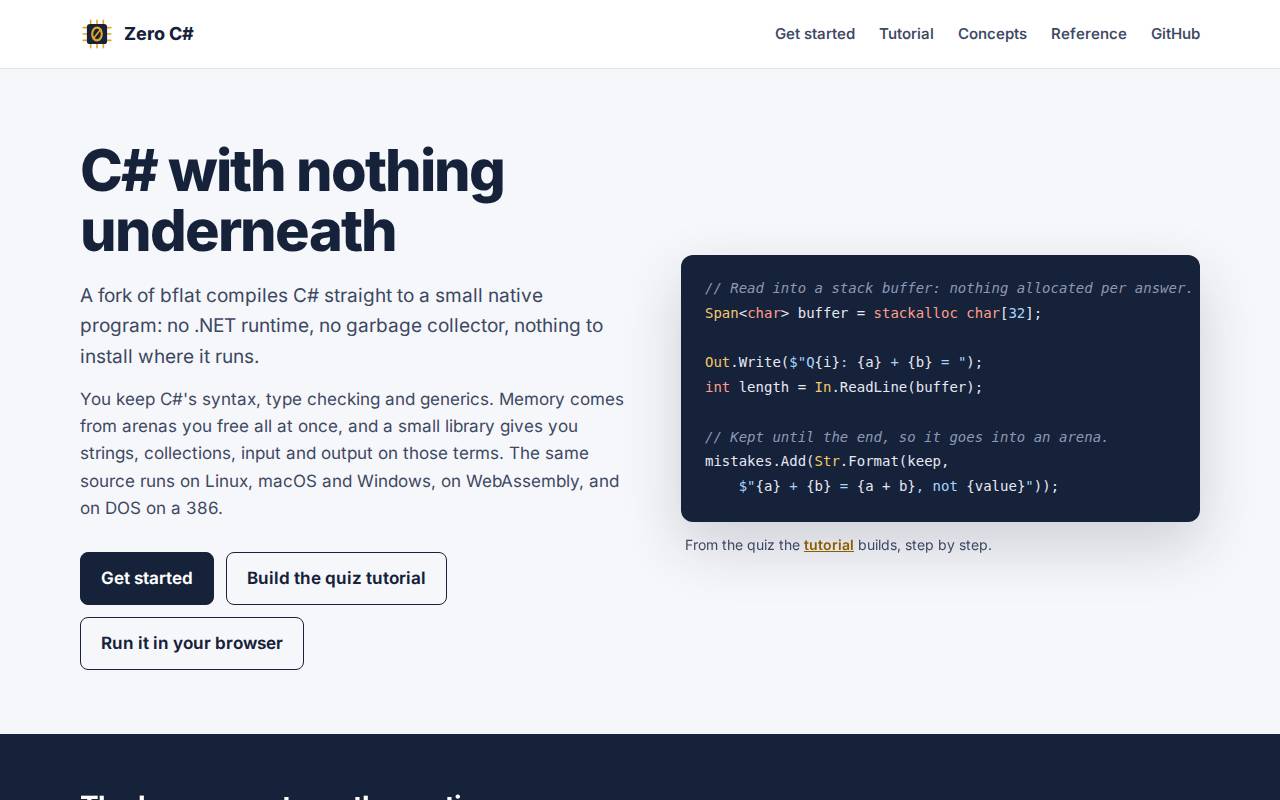 Zero C#
Get started
Tutorial
Concepts
Reference
GitHub
C# with nothing
underneath
A fork of bflat compiles C# straight to a small native
program: no .NET runtime, no garbage collector, nothing to
install where it runs.
You keep C#'s syntax, type checking and generics. Memory comes
from arenas you free all at once, and a small library gives you
strings, collections, input and output on those terms. The same
source runs on Linux, macOS and Windows, on WebAssembly, and
on DOS on a 386.
Get started
Build the quiz tutorial
Run it in your browser
// Read into a stack buffer: nothing allocated per answer.
Span<char> buffer = stackalloc char[32];
Out.Write($"Q{i}: {a} + {b} = ");
int length = In.ReadLine(buffer);
// Kept until the end, so it goes into an arena.
mistakes.Add(Str.Format(keep,
    $"{a} + {b} = {a + b}, not {value}"));
From the quiz the tutorial builds, step by step.